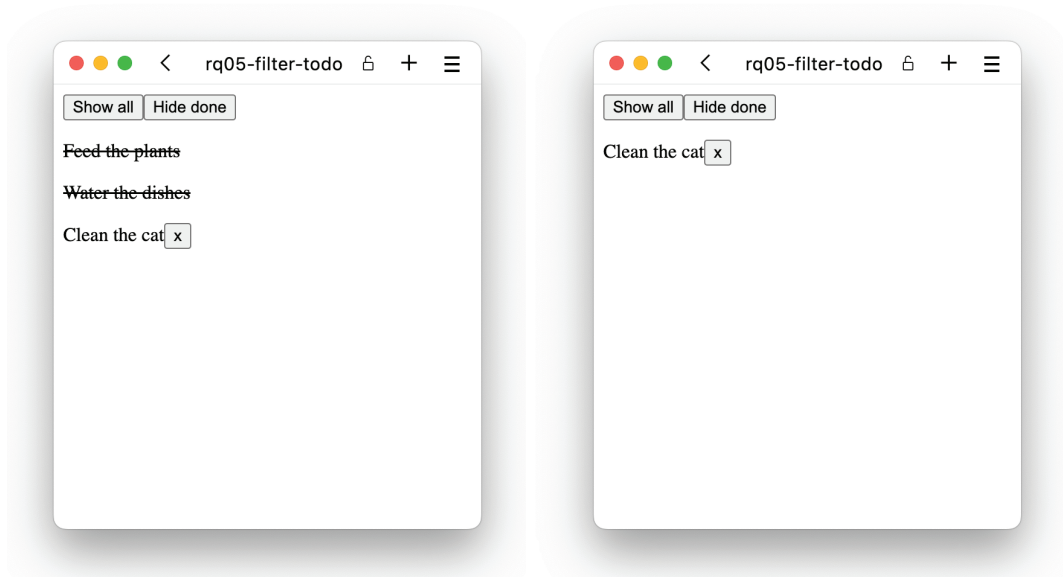 rq05-filter-todo
Show all Hide done
Feed the plants
Water the dishes
Clean the cat x
rq05-filter-todo
Show all Hide done
Clean the cat x